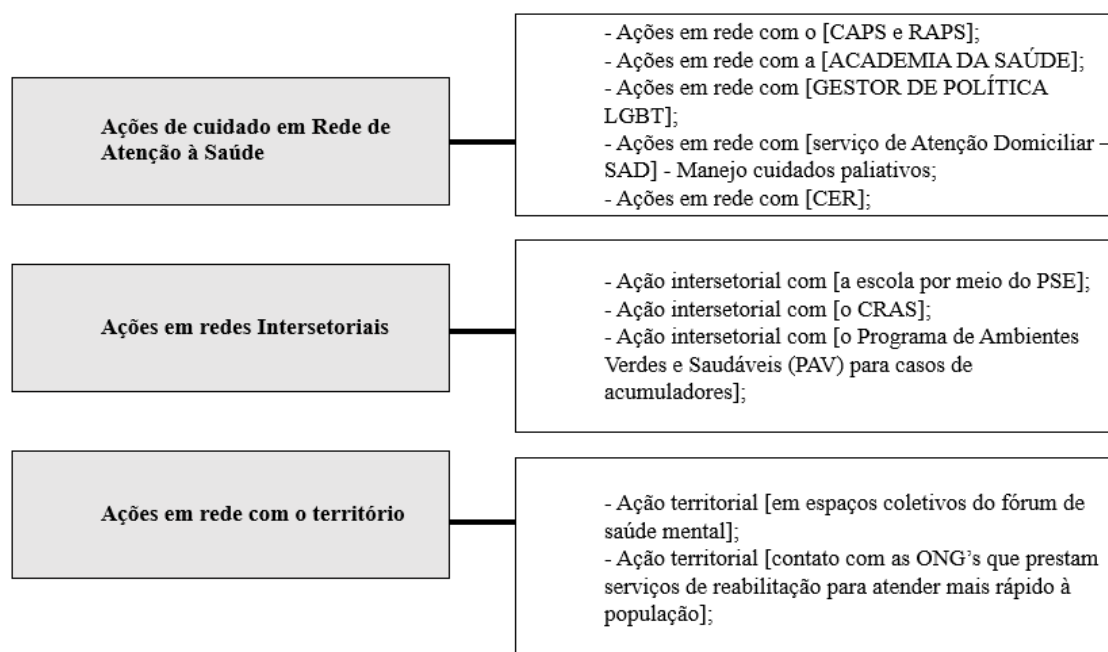 Ações de cuidado em Rede de
Atenção à Saúde
- Ações em rede com o [CAPS e RAPS];
- Ações em rede com a [ACADEMIA DA SAÚDE];
- Ações em rede com [GESTOR DE POLÍTICA
LGBT];
- Ações em rede com [serviço de Atenção Domiciliar –
SAD] - Manejo cuidados paliativos;
- Ações em rede com [CER];
Ações em redes Intersetoriais
- Ação intersetorial com [a escola por meio do PSE];
- Ação intersetorial com [o CRAS];
- Ação intersetorial com [o Programa de Ambientes
Verdes e Saudáveis (PAV) para casos de
acumuladores];
Ações em rede com o território
- Ação territorial [em espaços coletivos do fórum de
saúde mental];
- Ação territorial [contato com as ONG’s que prestam
serviços de reabilitação para atender mais rápido à
população];